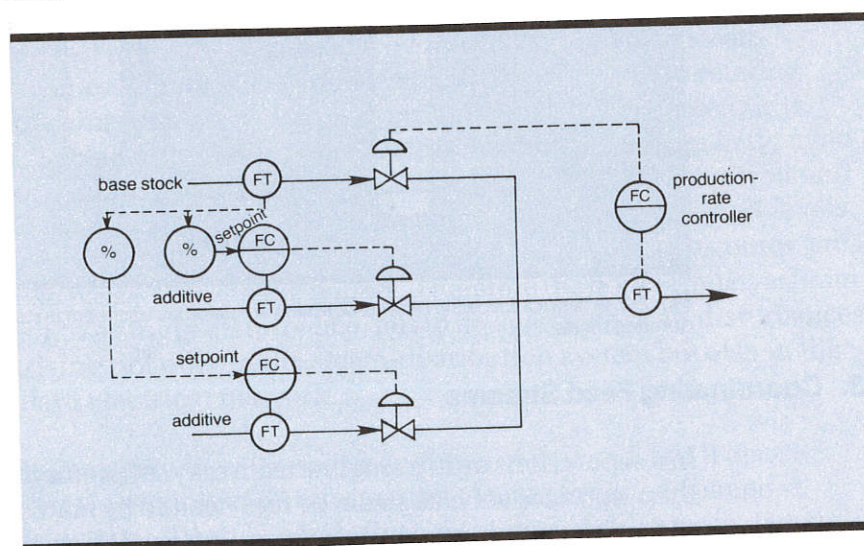 base stock
FT
FC
production-
rate
controller
%
%
setpoint
FC
additive
FT
FT
setpoint
FC
additive
FT